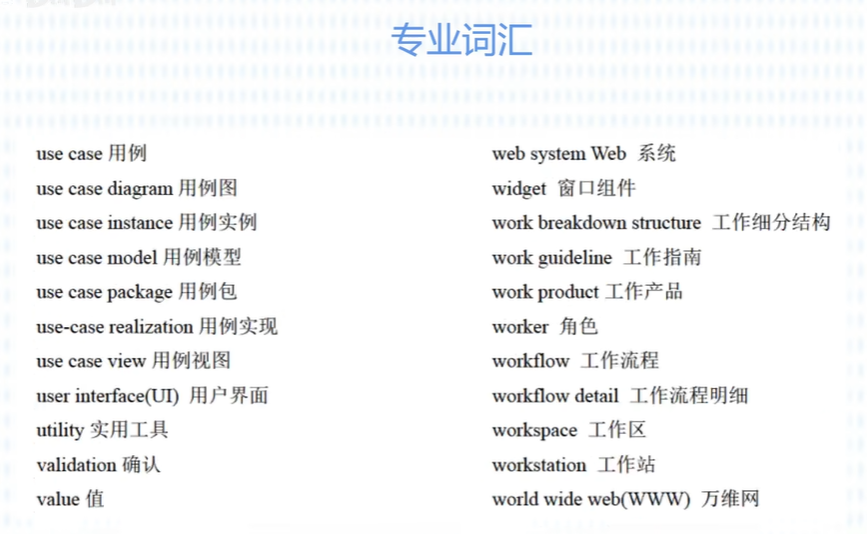 专业词汇
use case 用例
use case diagram 用例图
use case instance 用例实例
use case model 用例模型
use case package 用例包
use-case realization 用例实现
use case view 用例视图
user interface(UI) 用户界面
utility 实用工具
validation 确认
value 值
web system Web 系统
widget 窗口组件
work breakdown structure 工作细分结构
work guideline 工作指南
work product 工作产品
worker 角色
workflow 工作流程
workflow detail 工作流程明细
workspace 工作区
workstation 工作站
world wide web(WWW) 万维网